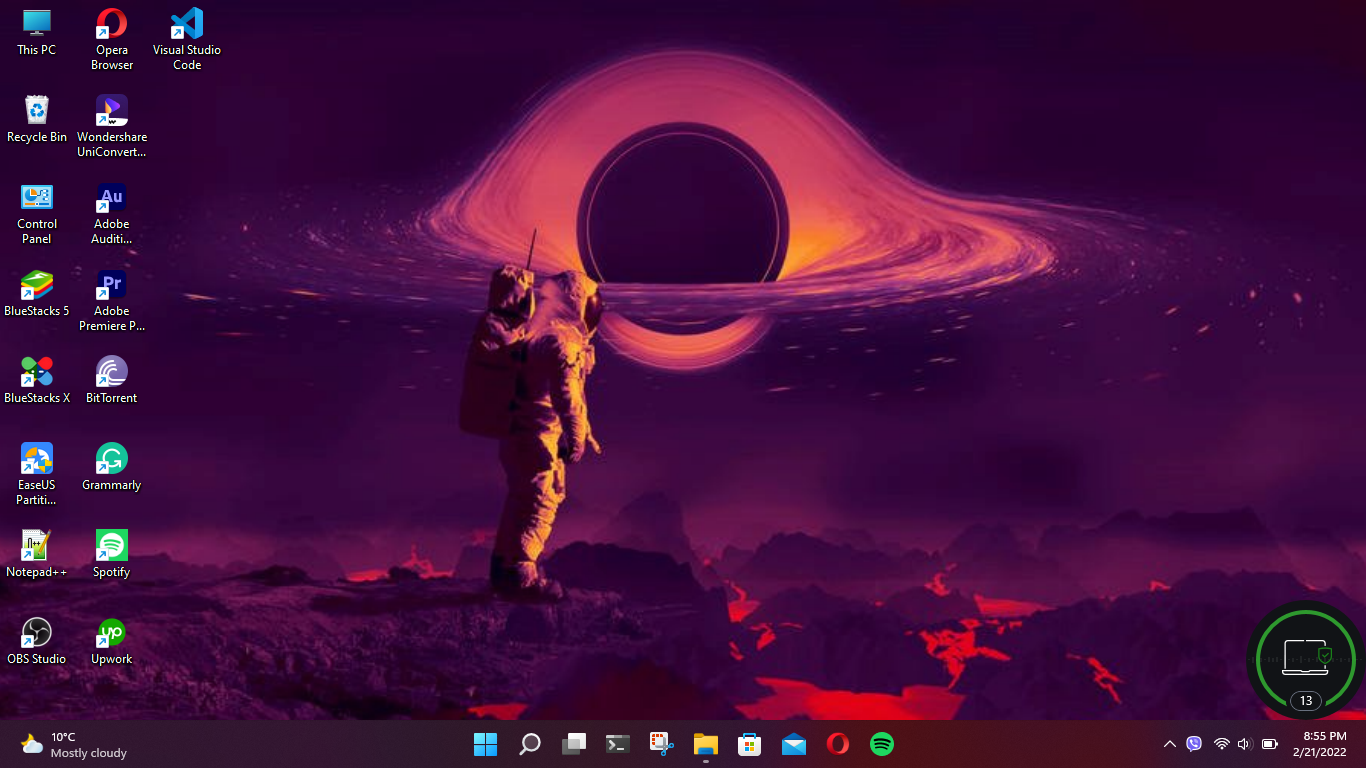 This PC
Opera
Browser
Visual Studio
Code
Recycle Bin
Wondershare
UniConvert...
Control
Panel
Au
Adobe
Auditi...
BlueStacks 5
Pr
Adobe
Premiere P...
BlueStacks X
BitTorrent
EaseUS
Partiti...
Grammarly
Notepad++
Spotify
OBS Studio
up
Upwork
13
10°C
Mostly cloudy
8:55 PM
2/21/2022